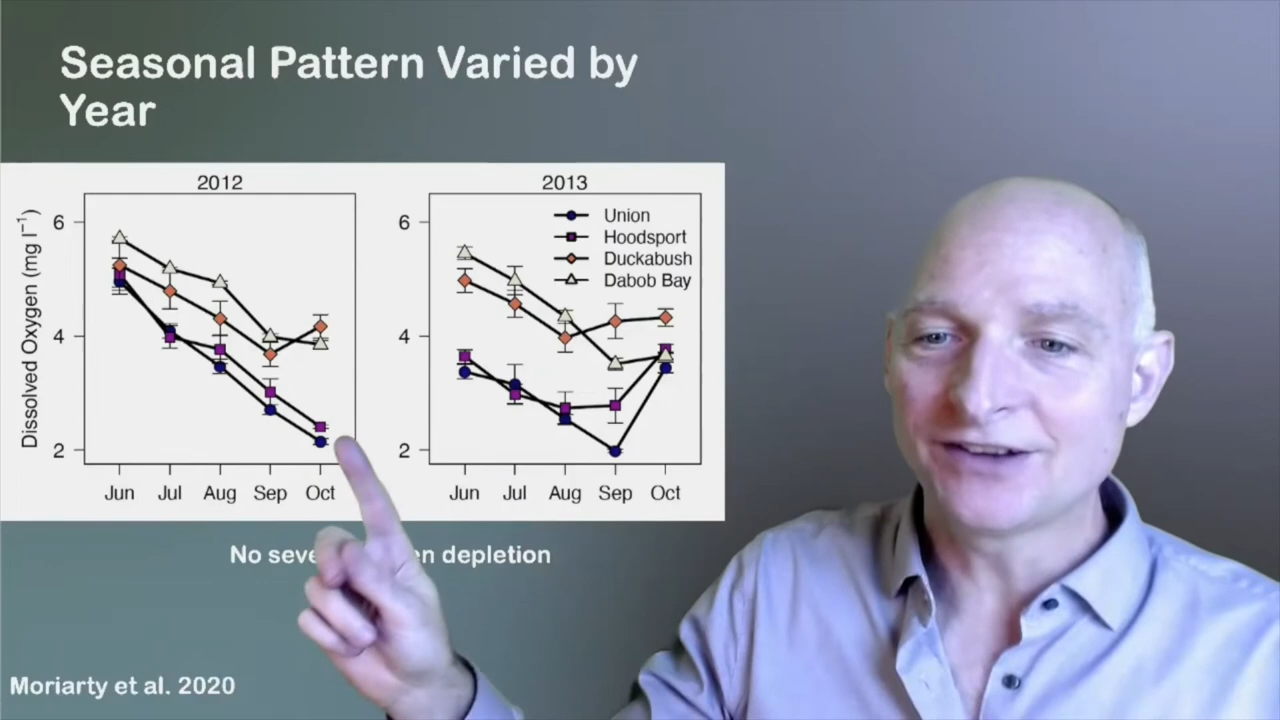 Seasonal Pattern Varied by
Year
2012
2013
Dissolved Oxygen (mg l⁻¹)
6
4
2
6
4
2
Union
Hoodsport
Duckabush
Dabob Bay
Jun Jul Aug Sep Oct
Jun Jul Aug Sep Oct
No depletion
Moriarty et al. 2020